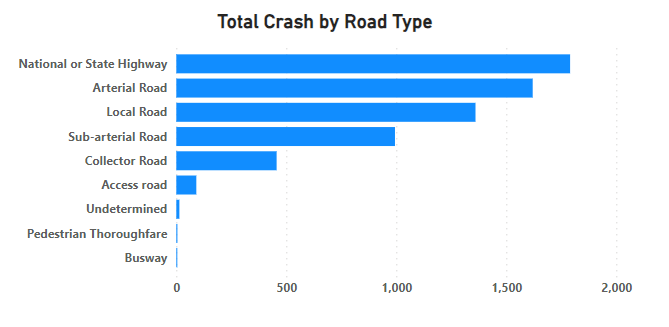 Total Crash by Road Type
National or State Highway
Arterial Road
Local Road
Sub-arterial Road
Collector Road
Access road
Undetermined
Pedestrian Thoroughfare
Busway
0 500 1,000 1,500 2,000